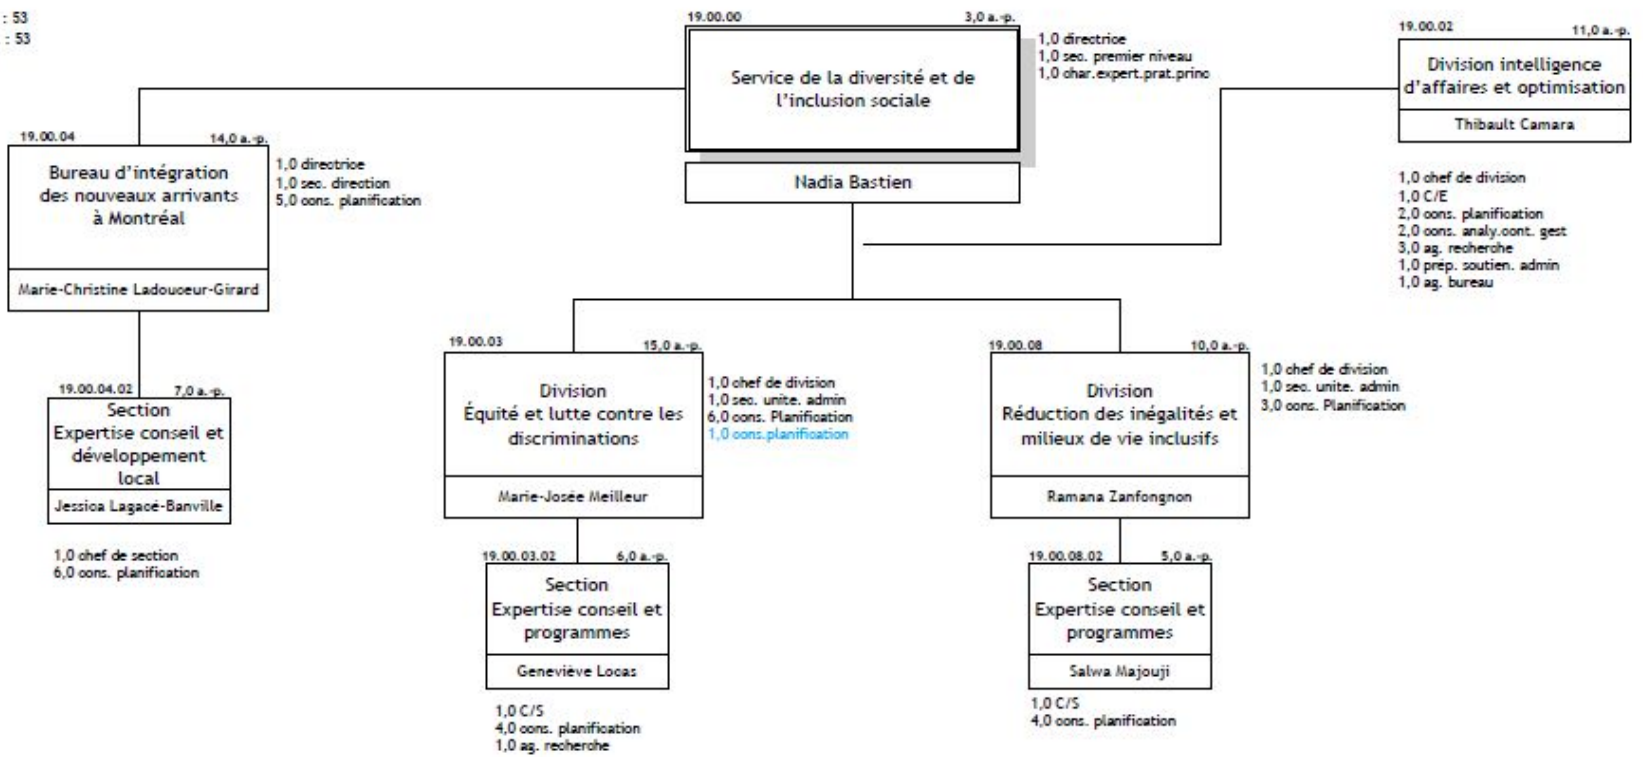 : 53
: 53
19.00.00
3,0 a.-p.
Service de la diversité et de
l'inclusion sociale
Nadia Bastien
1,0 directrice
1,0 sec. premier niveau
1,0 char.expert.prat.princ
19.00.02
11,0 a.-p.
Division intelligence
d'affaires et optimisation
Thibault Camara
1,0 chef de division
1,0 C/E
2,0 cons. planification
2,0 cons. analy.cont. gest
3,0 ag. recherche
1,0 prép. soutien. admin
1,0 ag. bureau
19.00.04
14,0 a.-p.
Bureau d'intégration
des nouveaux arrivants
à Montréal
Marie-Christine Ladouceur-Girard
1,0 directrice
1,0 sec. direction
5,0 cons. planification
19.00.04.02
7,0 a.-p.
Section
Expertise conseil et
développement
local
Jessica Lagacé-Banville
1,0 chef de section
6,0 cons. planification
19.00.03
15,0 a.-p.
Division
Équité et lutte contre les
discriminations
Marie-Josée Meilleur
1,0 chef de division
1,0 sec. unite. admin
6,0 cons. Planification
1,0 cons.planification
19.00.03.02
6,0 a.-p.
Section
Expertise conseil et
programmes
Geneviève Locas
1,0 C/S
4,0 cons. planification
1,0 ag. recherche
19.00.08
10,0 a.-p.
Division
Réduction des inégalités et
milieux de vie inclusifs
Ramana Zanfongnon
1,0 chef de division
1,0 sec. unite. admin
3,0 cons. Planification
19.00.08.02
5,0 a.-p.
Section
Expertise conseil et
programmes
Salwa Majouji
1,0 C/S
4,0 cons. planification